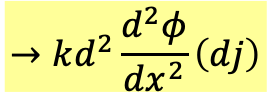 → kd² d²ϕ/dx² (dj)